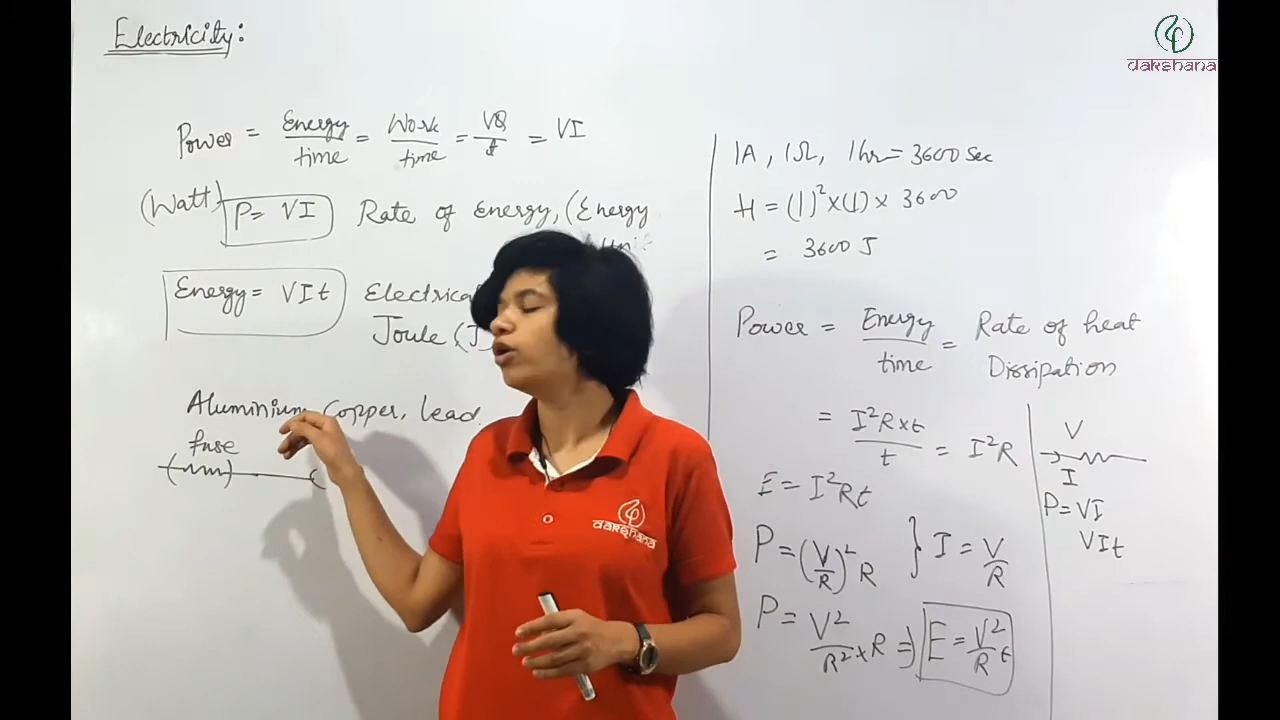 Electricity:
dakshana
Power = Energy/time = Work/time = VQ/t = VI
(Watt) P = VI Rate of Energy, (Energy
Energy = VIt Electrical
Joule (J
Aluminium, Copper, lead.
fuse
1A, 1Ω, 1hr = 3600 sec
H = (1)² × (1) × 3600
= 3600 J
Power = Energy/time = Rate of heat
Dissipation
= I²R×t/t = I²R
E = I²Rt
P = (V/R)² R } I = V/R
P = V²/R² × R ⇒ E = V²/R t
V
I
P = VI
VIt
dakshana